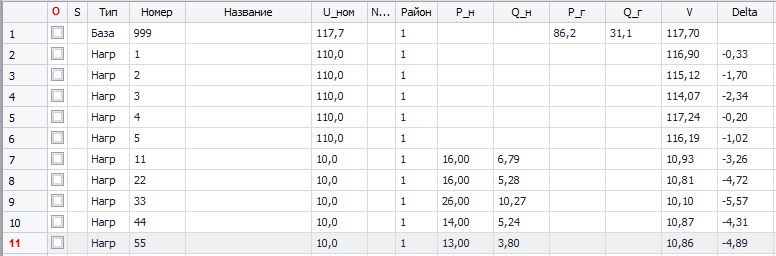 O S Тип Номер Название U_ном N... Район P_н Q_н P_г Q_г V Delta
1 База 999 117,7 1 86,2 31,1 117,70
2 Нагр 1 110,0 1 116,90 -0,33
3 Нагр 2 110,0 1 115,12 -1,70
4 Нагр 3 110,0 1 114,07 -2,34
5 Нагр 4 110,0 1 117,24 -0,20
6 Нагр 5 110,0 1 116,19 -1,02
7 Нагр 11 10,0 1 16,00 6,79 10,93 -3,26
8 Нагр 22 10,0 1 16,00 5,28 10,81 -4,72
9 Нагр 33 10,0 1 26,00 10,27 10,10 -5,57
10 Нагр 44 10,0 1 14,00 5,24 10,87 -4,31
11 Нагр 55 10,0 1 13,00 3,80 10,86 -4,89